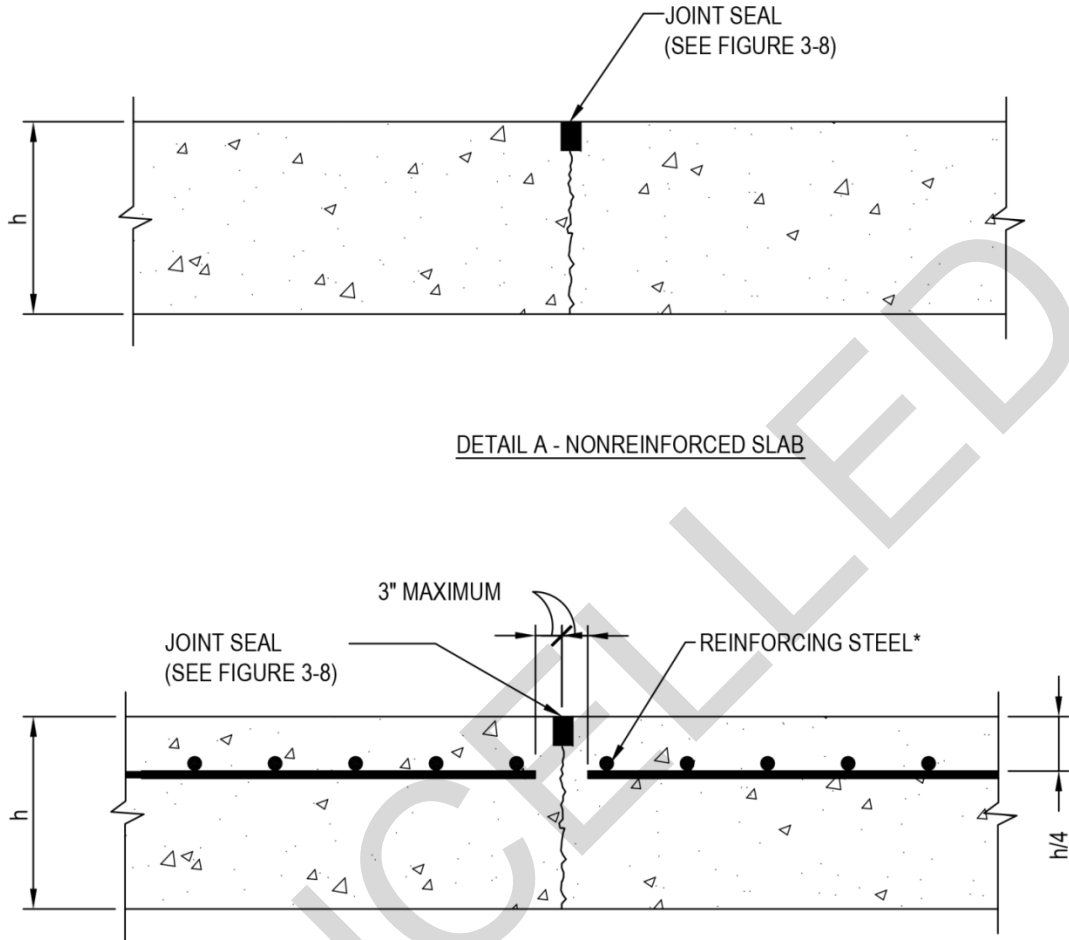 JOINT SEAL
(SEE FIGURE 3-8)
h
DETAIL A - NONREINFORCED SLAB
3" MAXIMUM
JOINT SEAL
(SEE FIGURE 3-8)
REINFORCING STEEL*
h
h/4
NCELLED